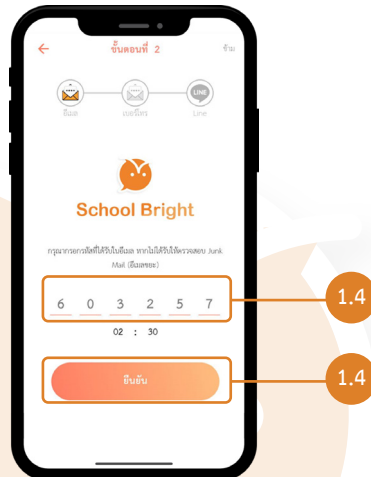 ขั้นตอนที่ 2
ข้าม
LINE
อีเมล
เบอร์โทร
Line
School Bright
กรุณากรอกรหัสที่ได้รับในอีเมล หากไม่ได้รับให้ตรวจสอบ Junk
Mail (อีเมลขยะ)
6 0 3 2 5 7
1.4
02 : 30
ยืนยัน
1.4